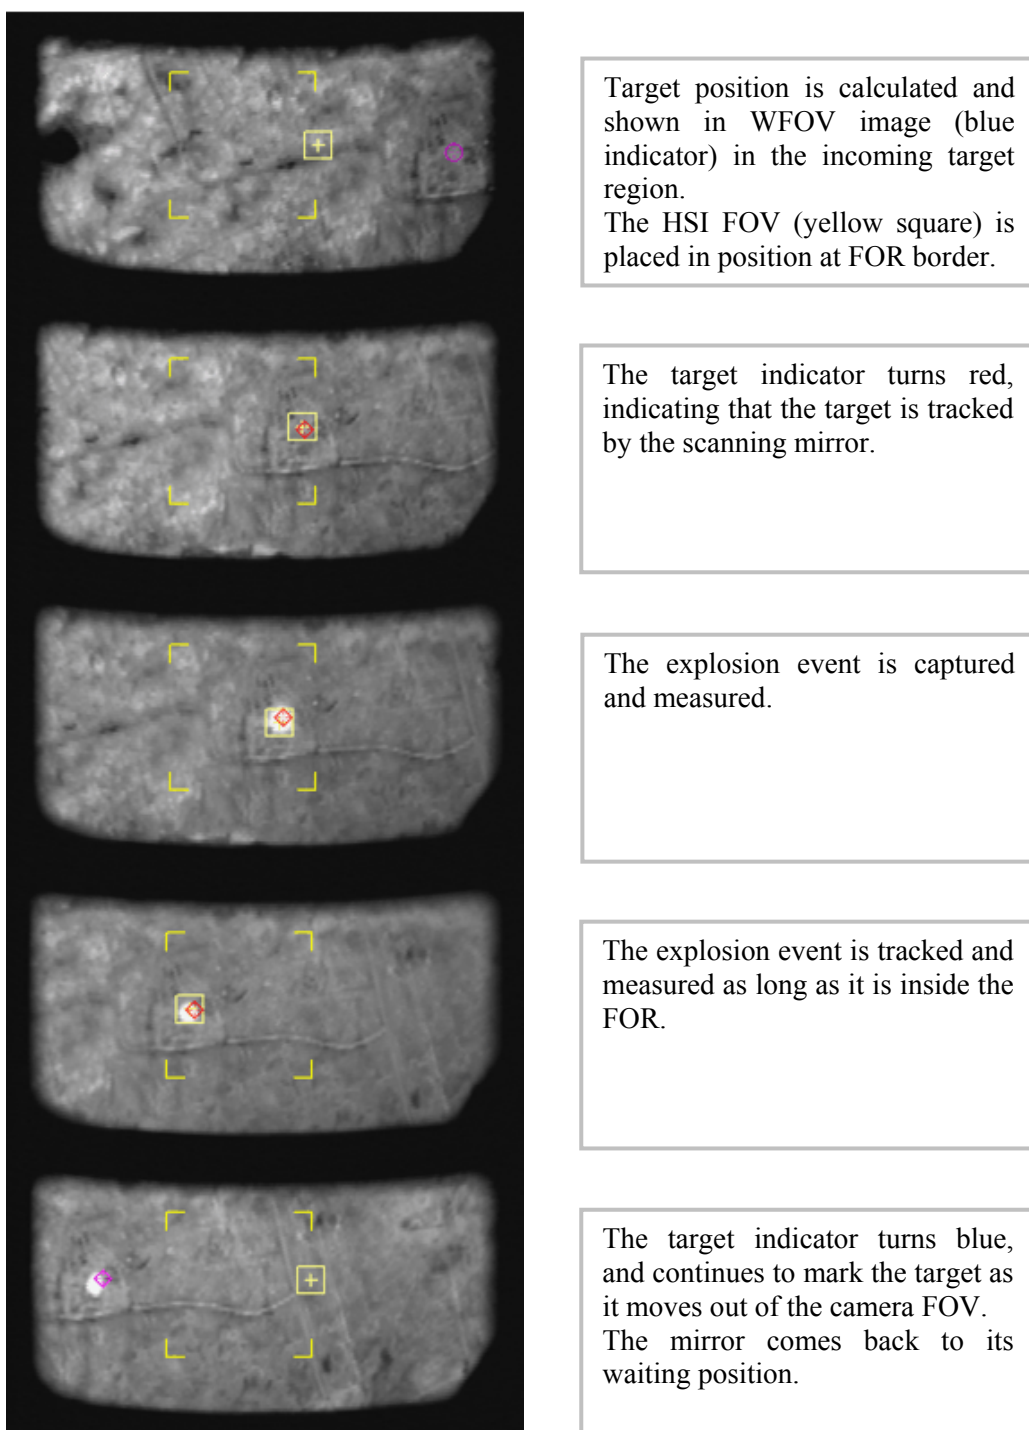 Target position is calculated and
shown in WFOV image (blue
indicator) in the incoming target
region.
The HSI FOV (yellow square) is
placed in position at FOR border.
The target indicator turns red,
indicating that the target is tracked
by the scanning mirror.
The explosion event is captured
and measured.
The explosion event is tracked and
measured as long as it is inside the
FOR.
The target indicator turns blue,
and continues to mark the target as
it moves out of the camera FOV.
The mirror comes back to its
waiting position.